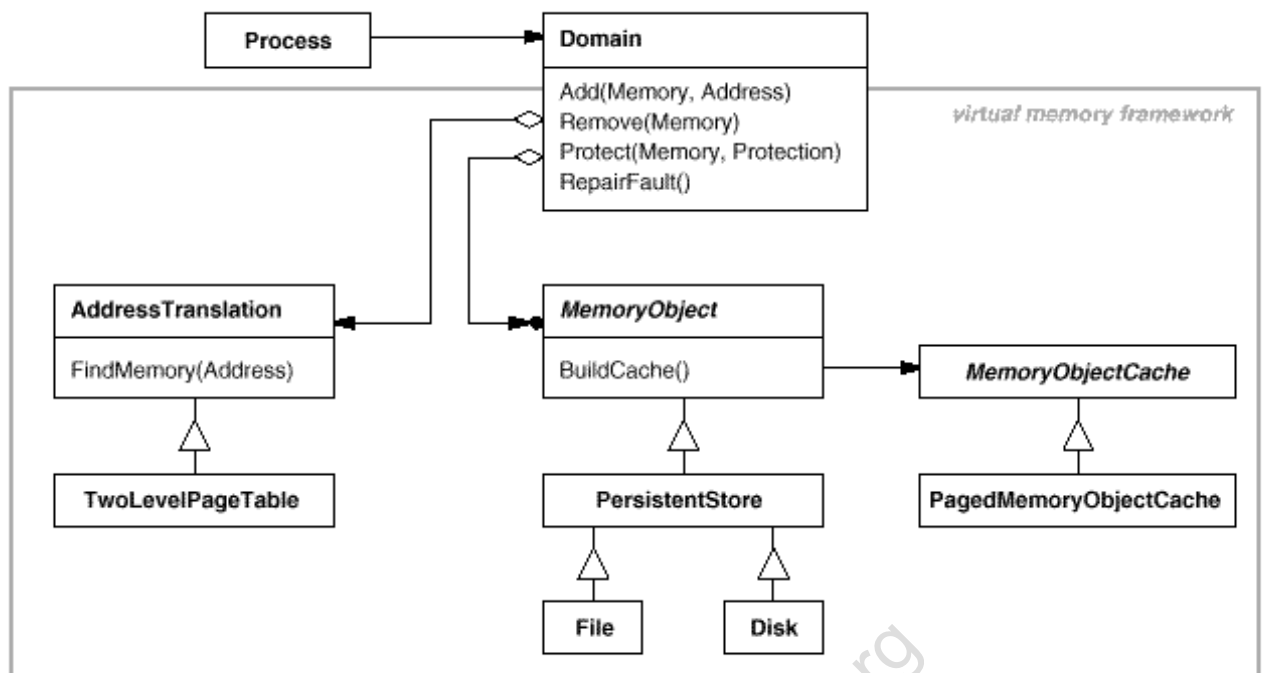 Process
Domain
Add(Memory, Address)
Remove(Memory)
Protect(Memory, Protection)
RepairFault()
virtual memory framework
AddressTranslation
FindMemory(Address)
MemoryObject
BuildCache()
MemoryObjectCache
TwoLevelPageTable
PersistentStore
PagedMemoryObjectCache
File
Disk
rg